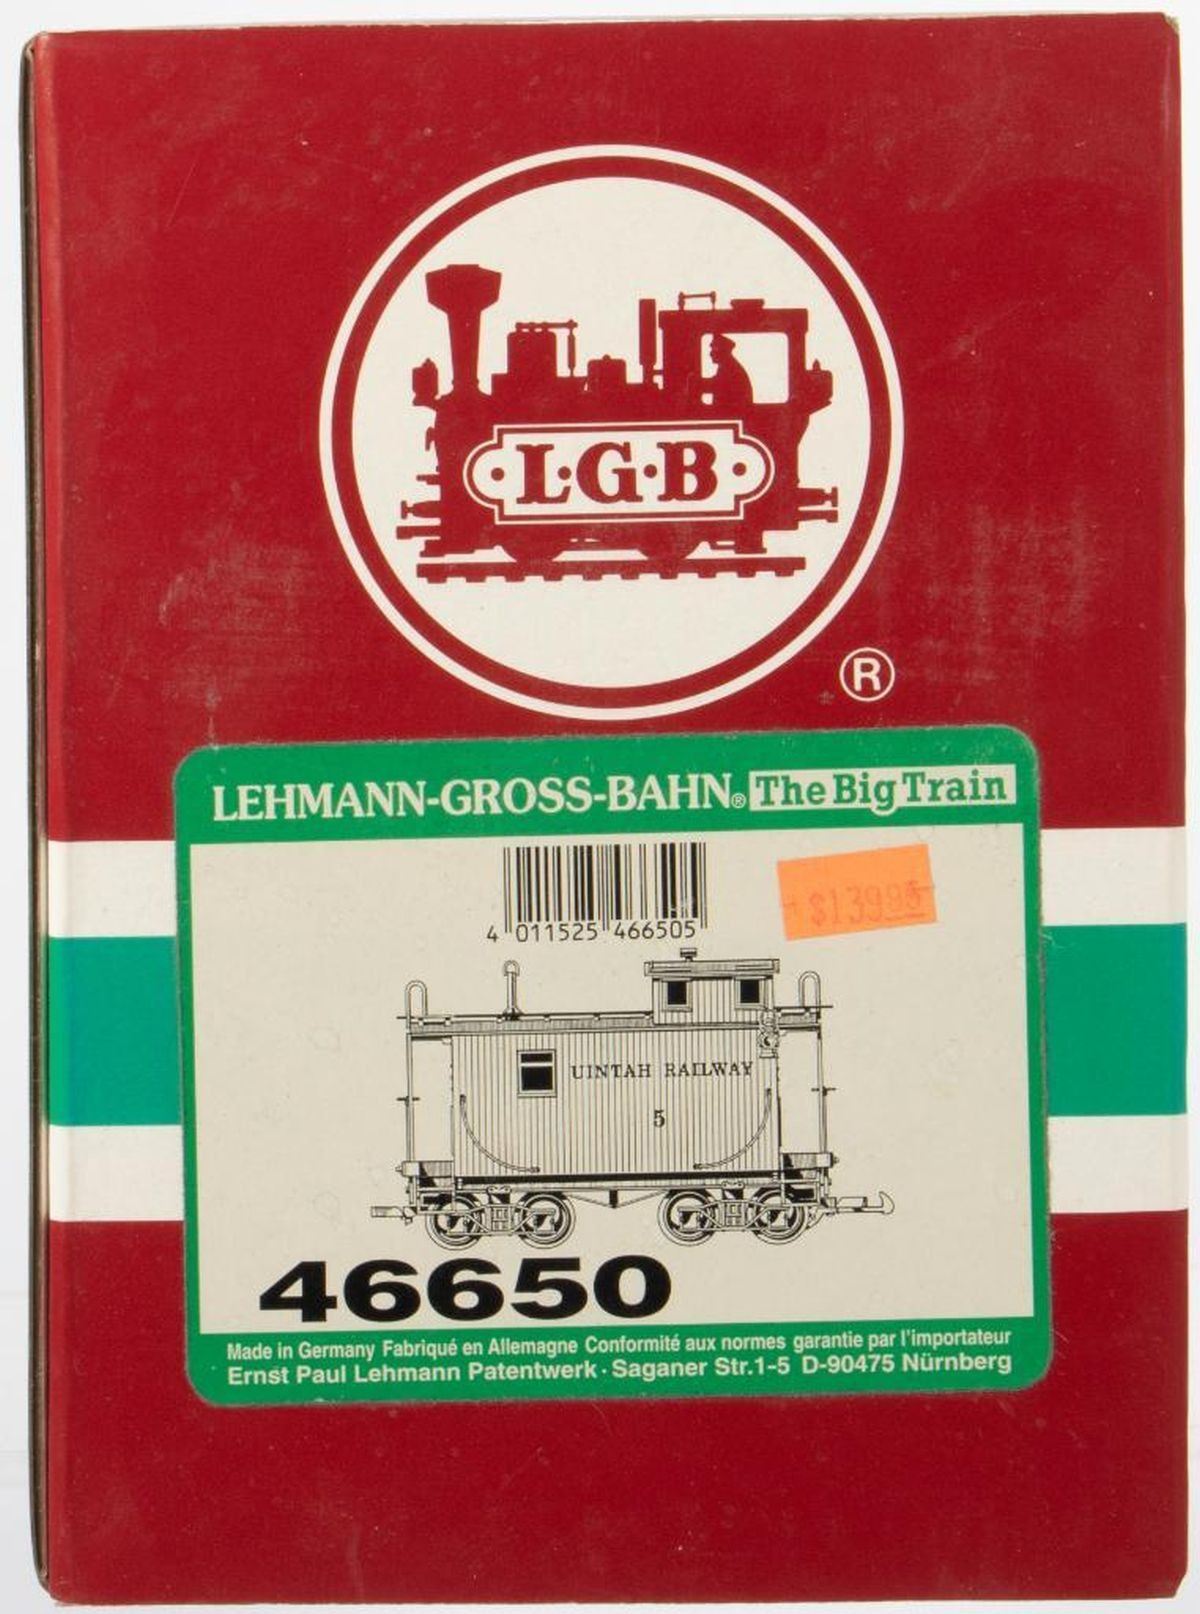 L·G·B
®
LEHMANN-GROSS-BAHN® The Big Train
$139.95
4 011525 466505
UINTAH RAILWAY
5
46650
Made in Germany Fabriqué en Allemagne Conformité aux normes garantie par l'importateur
Ernst Paul Lehmann Patentwerk · Saganer Str.1-5 D-90475 Nürnberg